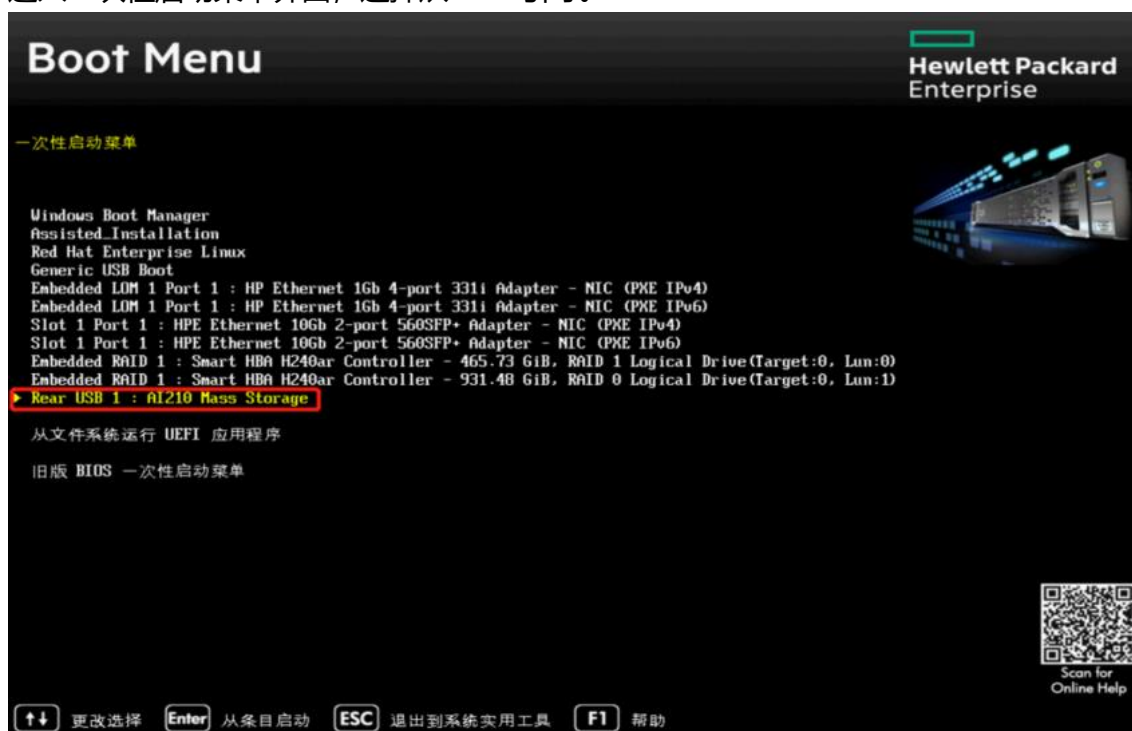 Boot Menu
Hewlett Packard
Enterprise
一次性启动菜单
Windows Boot Manager
Assisted_Installation
Red Hat Enterprise Linux
Generic USB Boot
Embedded LOM 1 Port 1 : HP Ethernet 1Gb 4-port 331i Adapter - NIC (PXE IPv4)
Embedded LOM 1 Port 1 : HP Ethernet 1Gb 4-port 331i Adapter - NIC (PXE IPv6)
Slot 1 Port 1 : HPE Ethernet 10Gb 2-port 560SFP+ Adapter - NIC (PXE IPv4)
Slot 1 Port 1 : HPE Ethernet 10Gb 2-port 560SFP+ Adapter - NIC (PXE IPv6)
Embedded RAID 1 : Smart HBA H240ar Controller - 465.73 GiB, RAID 1 Logical Drive(Target:0, Lun:0)
Embedded RAID 1 : Smart HBA H240ar Controller - 931.48 GiB, RAID 0 Logical Drive(Target:0, Lun:1)
Rear USB 1 : AI210 Mass Storage
从文件系统运行 UEFI 应用程序
旧版 BIOS 一次性启动菜单
Scan for
Online Help
↑↓ 更改选择 Enter 从条目启动 ESC 退出到系统实用工具 F1 帮助